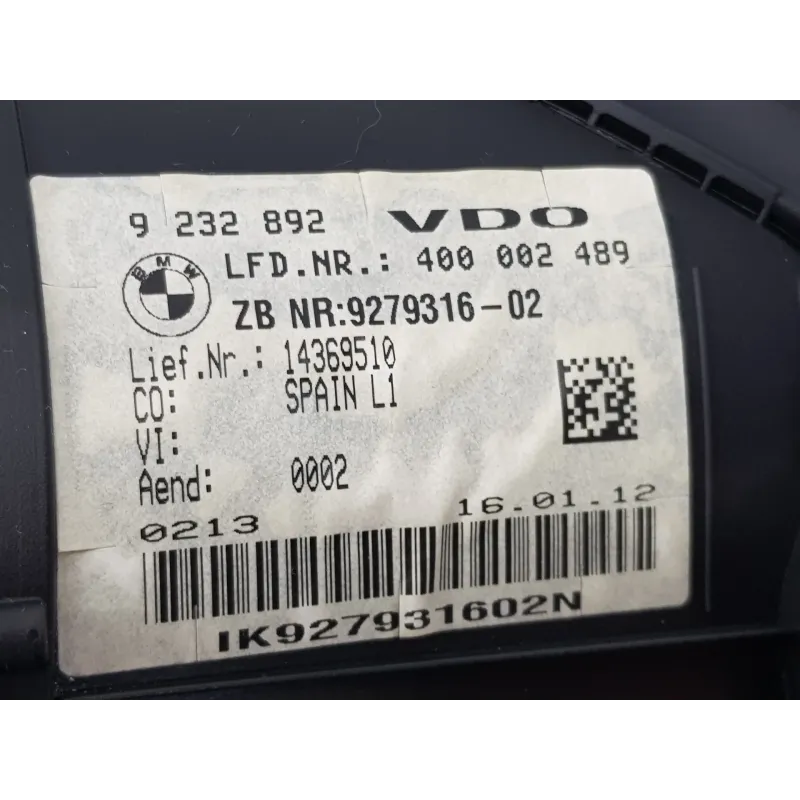 9 232 892 VDO
BMW LFD.NR.: 400 002 489
ZB NR:9279316-02
Lief.Nr.: 14369510
CO: SPAIN L1
VI:
Aend: 0002
0213 16.01.12
IK927931602N